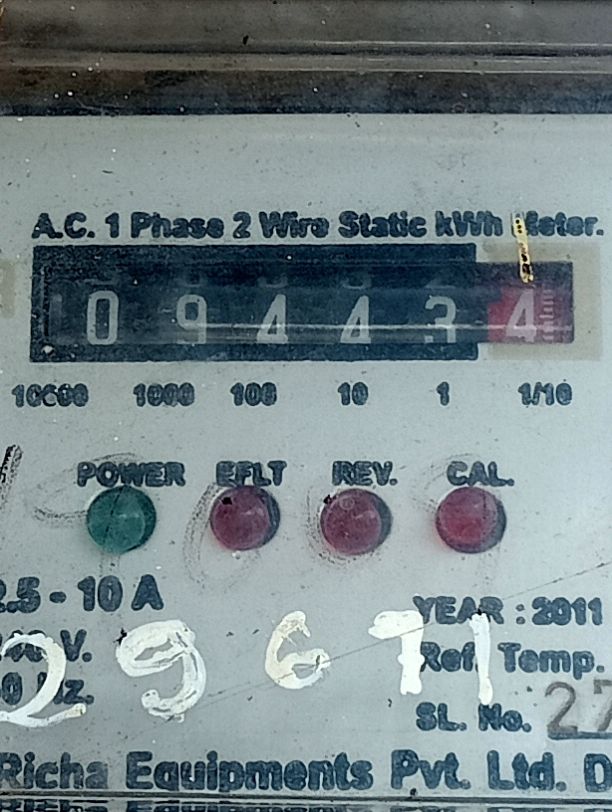 A.C. 1 Phase 2 Wire Static kWh Meter.
0 9 4 4 3 4
10000 1000 100 10 1 1/10
POWER EFLT REV. CAL.
2.5 - 10 A
YEAR : 2011
V.
Ref. Temp.
Hz.
29671
SL. No. 27
Richa Equipments Pvt. Ltd. D